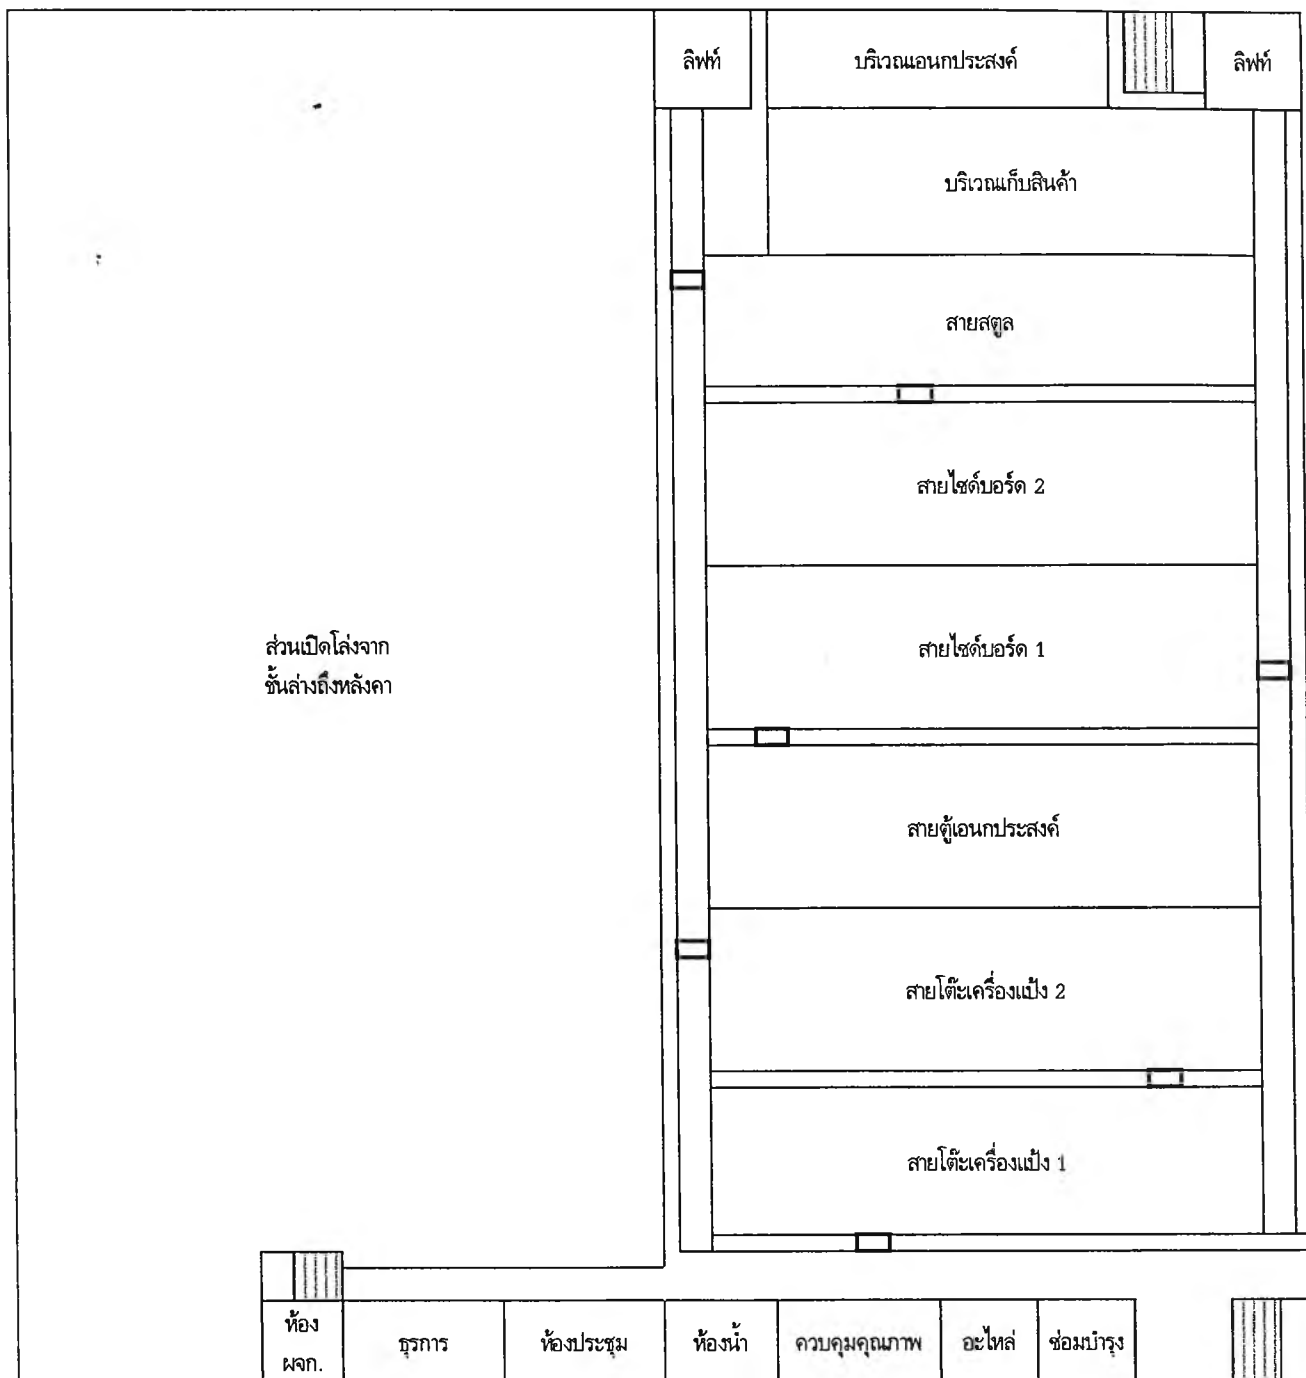 ลิฟท์
บริเวณเอนกประสงค์
ลิฟท์
บริเวณเก็บสินค้า
สายสตูล
สายไซด์บอร์ด 2
สายไซด์บอร์ด 1
ส่วนเปิดโล่งจาก
ชั้นล่างถึงหลังคา
สายตู้เอนกประสงค์
สายโต๊ะเครื่องแป้ง 2
สายโต๊ะเครื่องแป้ง 1
ห้อง
ผจก.
ธุรการ
ห้องประชุม
ห้องน้ำ
ควบคุมคุณภาพ
อะไหล่
ซ่อมบำรุง